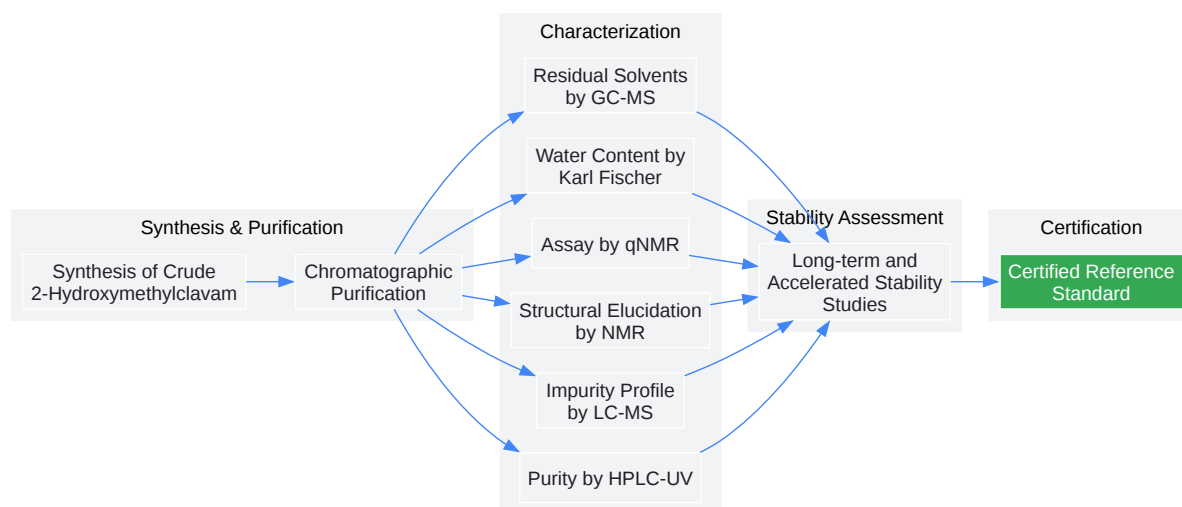 Synthesis & Purification
Synthesis of Crude
2-Hydroxymethylclavam
Chromatographic
Purification
Characterization
Residual Solvents
by GC-MS
Water Content by
Karl Fischer
Assay by qNMR
Structural Elucidation
by NMR
Impurity Profile
by LC-MS
Purity by HPLC-UV
Stability Assessment
Long-term and
Accelerated Stability
Studies
Certification
Certified Reference
Standard